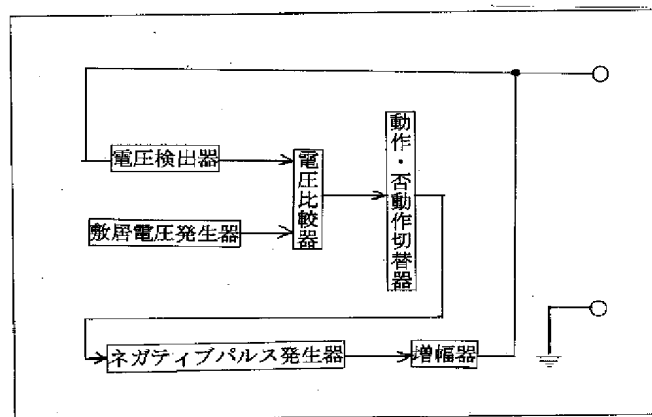 電圧検出器
敷居電圧発生器
電圧比較器
動作・否動作切替器
ネガティブパルス発生器
増幅器